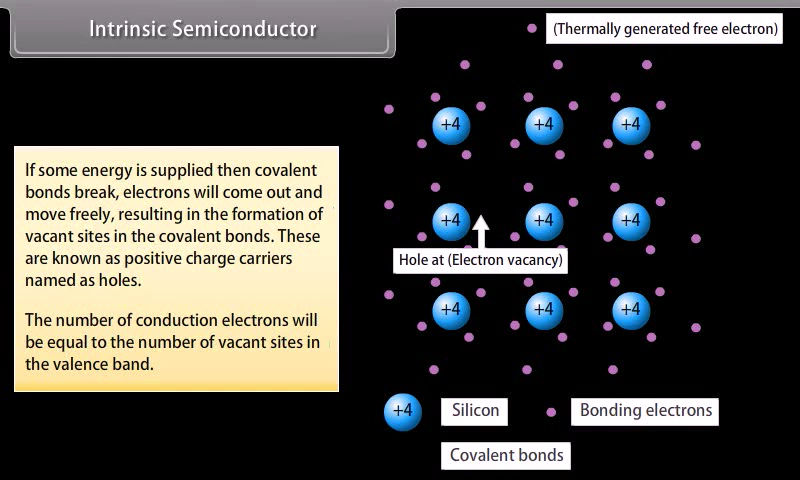 Intrinsic Semiconductor
(Thermally generated free electron)
+4 +4 +4
If some energy is supplied then covalent
bonds break, electrons will come out and
move freely, resulting in the formation of
vacant sites in the covalent bonds. These
are known as positive charge carriers
named as holes.
The number of conduction electrons will
be equal to the number of vacant sites in
the valence band.
+4 +4 +4
Hole at (Electron vacancy)
+4 +4 +4
+4 Silicon Bonding electrons
Covalent bonds